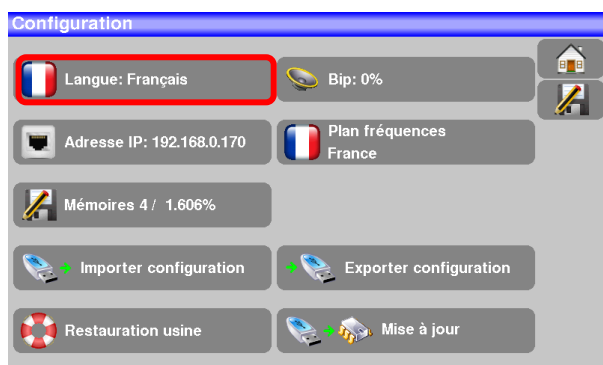 Configuration
Langue: Français
Bip: 0%
Adresse IP: 192.168.0.170
Plan fréquences
France
Mémoires 4 / 1.606%
Importer configuration
Exporter configuration
Restauration usine
Mise à jour